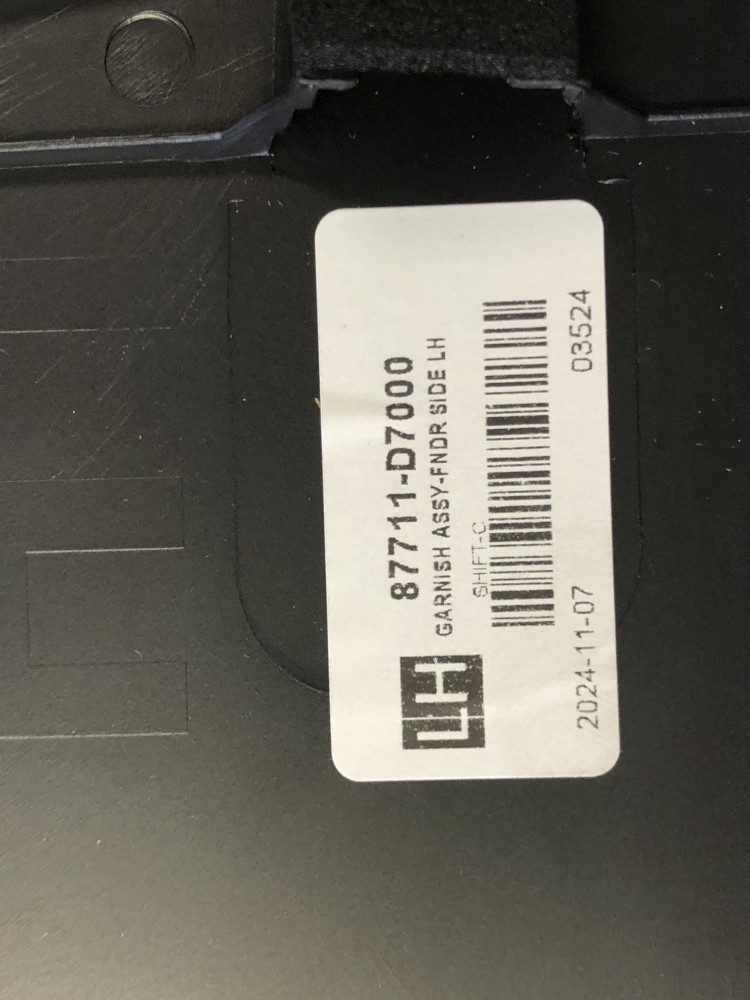 LH
87711-D7000
GARNISH ASSY-FNDR SIDE LH
SHIFT-C
2024-11-07
03524